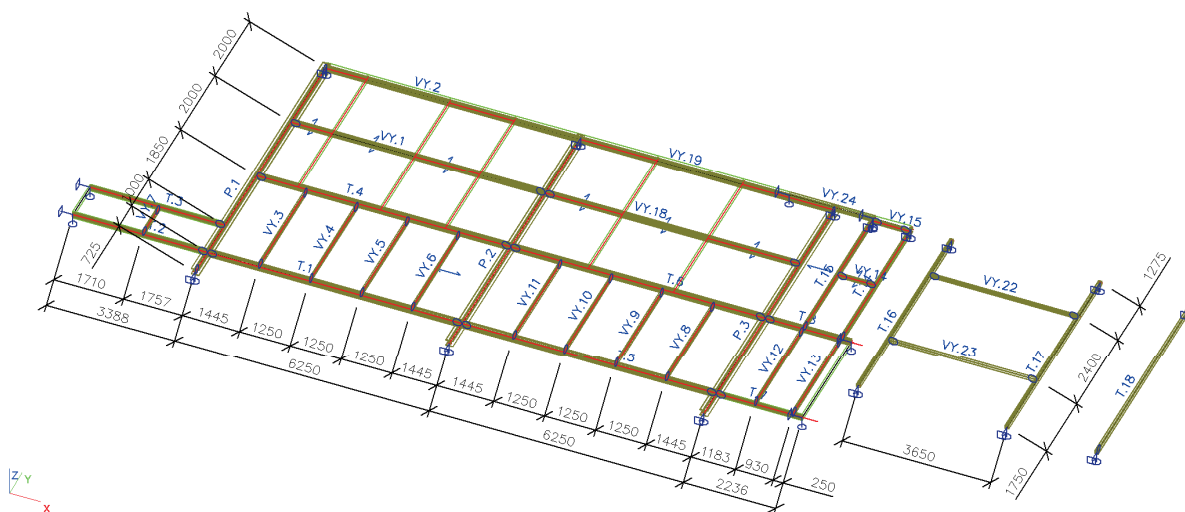 2000
2000
1850
725
VY.2
VY.1
VY.19
VY.24
VY.15
VY.18
P.1
T.3
T.4
VY.3
VY.4
VY.5
VY.6
P.2
T.1
VY.11
VY.10
VY.9
VY.8
P.3
T.15
VY.12
VY.13
VY.22
VY.23
T.16
T.17
T.18
1710
1757
3388
1445
1250
1250
1250
1445
6250
1445
1250
1250
1250
1445
6250
1183
930
250
2236
3650
1275
2400
1750
Z
Y
X